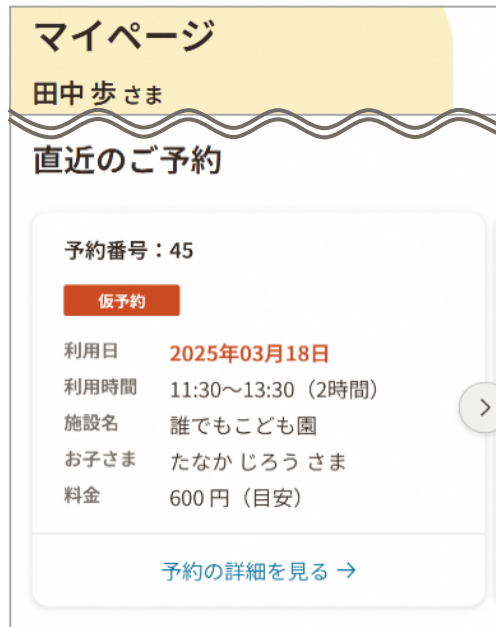 マイページ
田中 歩 さま
直近のご予約
予約番号：45
仮予約
利用日 2025年03月18日
利用時間 11:30～13:30（2時間）
施設名 誰でもこども園
お子さま たなか じろう さま
料金 600 円（目安）
予約の詳細を見る →